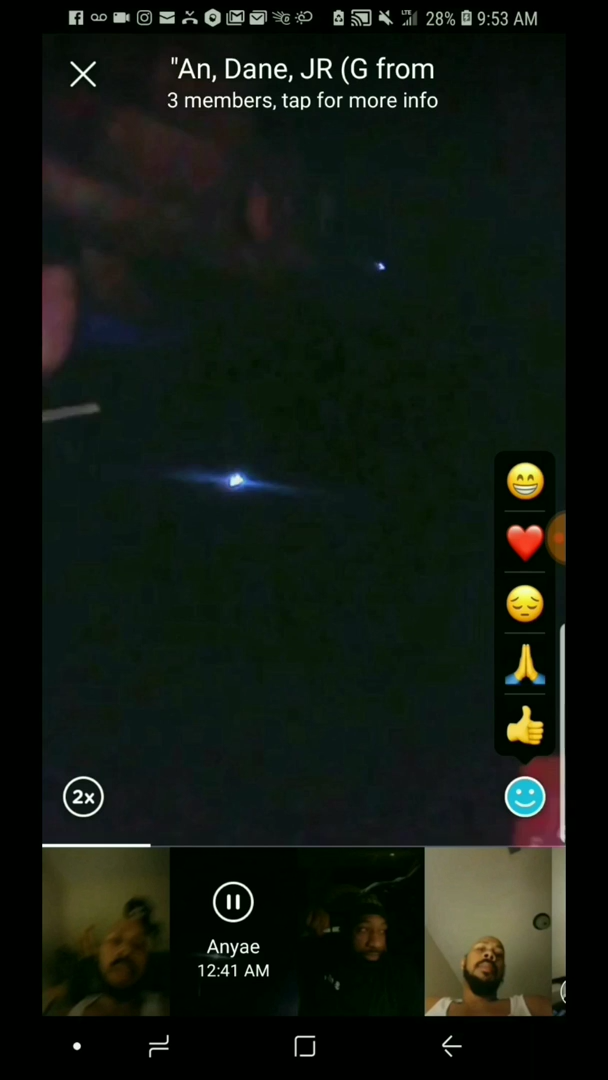 28% 9:53 AM
"An, Dane, JR (G from
3 members, tap for more info
2x
Anyae
12:41 AM